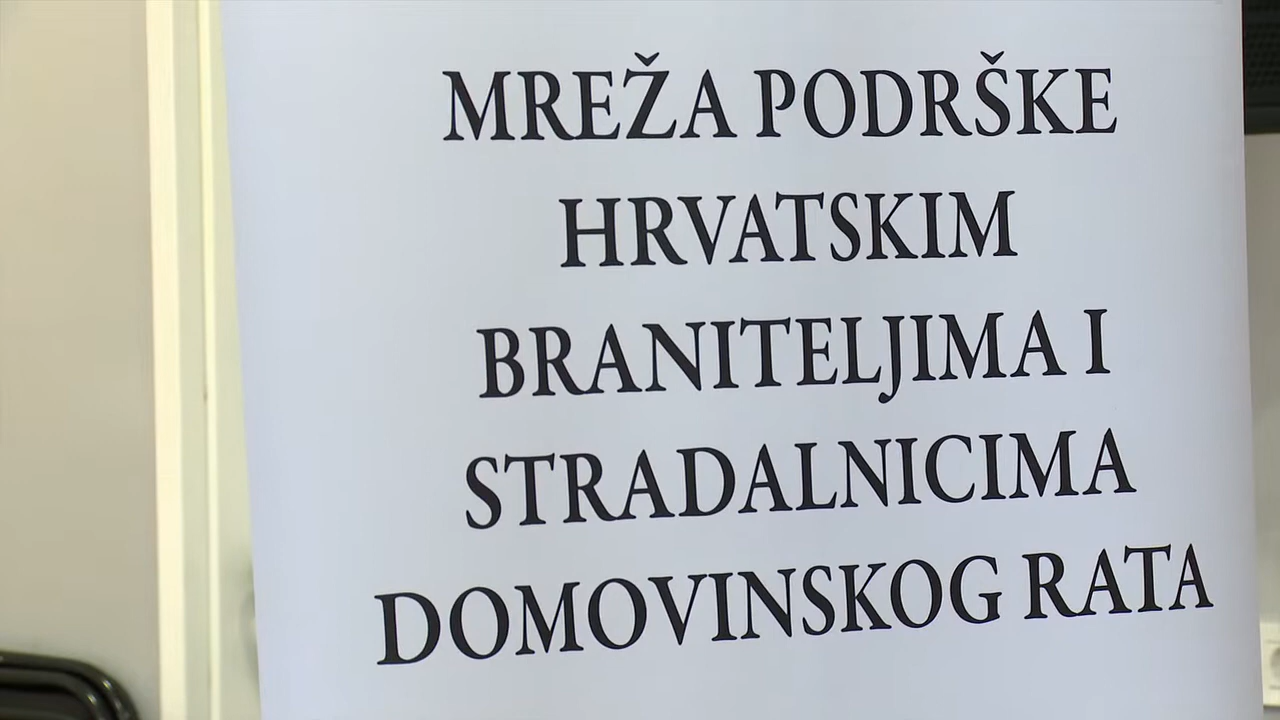 MREŽA PODRŠKE
HRVATSKIM
BRANITELJIMA I
STRADALNICIMA
DOMOVINSKOG RATA